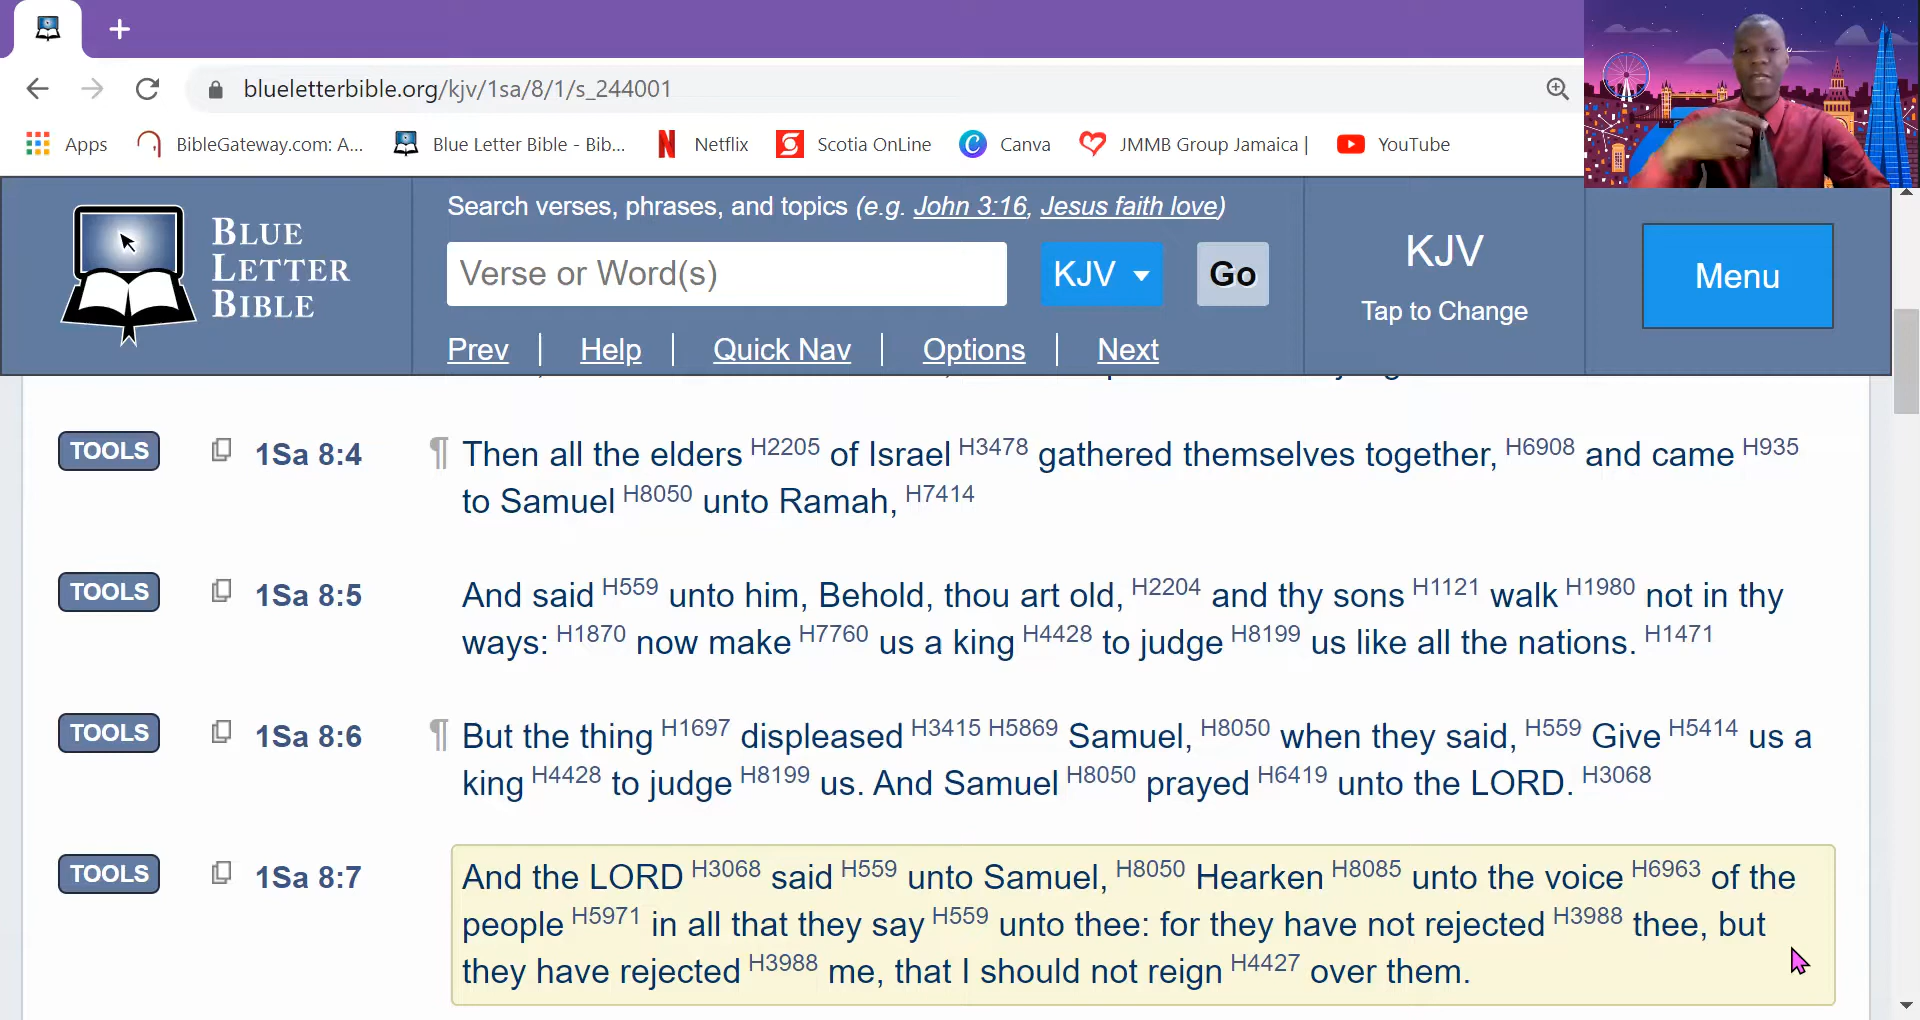 blueletterbible.org/kjv/1sa/8/1/s_244001
Apps BibleGateway.com: A... Blue Letter Bible - Bib... Netflix Scotia OnLine Canva JMMB Group Jamaica | YouTube
BLUE
LETTER
BIBLE
Search verses, phrases, and topics (e.g. John 3:16, Jesus faith love)
Verse or Word(s) KJV Go
Prev | Help | Quick Nav | Options | Next
KJV
Tap to Change
Menu
TOOLS 1Sa 8:4 ¶ Then all the elders H2205 of Israel H3478 gathered themselves together, H6908 and came H935
to Samuel H8050 unto Ramah, H7414
TOOLS 1Sa 8:5 And said H559 unto him, Behold, thou art old, H2204 and thy sons H1121 walk H1980 not in thy
ways: H1870 now make H7760 us a king H4428 to judge H8199 us like all the nations. H1471
TOOLS 1Sa 8:6 ¶ But the thing H1697 displeased H3415 H5869 Samuel, H8050 when they said, H559 Give H5414 us a
king H4428 to judge H8199 us. And Samuel H8050 prayed H6419 unto the LORD. H3068
TOOLS 1Sa 8:7 And the LORD H3068 said H559 unto Samuel, H8050 Hearken H8085 unto the voice H6963 of the
people H5971 in all that they say H559 unto thee: for they have not rejected H3988 thee, but
they have rejected H3988 me, that I should not reign H4427 over them.